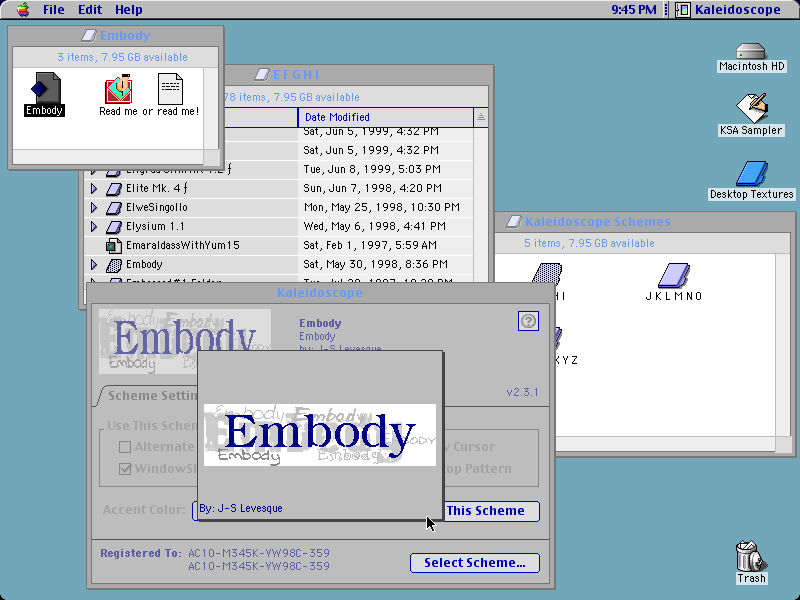 File Edit Help
9:45 PM
Kaleidoscope
Embody
3 items, 7.95 GB available
Embody
Read me or read me!
E F G H I
78 items, 7.95 GB available
Date Modified
Sat, Jun 5, 1999, 4:32 PM
Sat, Jun 5, 1999, 4:32 PM
Tue, Jun 8, 1999, 5:03 PM
Elite Mk. 4 ƒ Sun, Jun 7, 1998, 4:20 PM
ElweSingollo Mon, May 25, 1998, 10:30 PM
Elysium 1.1 Wed, May 6, 1998, 4:41 PM
EmaraldassWithYum15 Sat, Feb 1, 1997, 5:59 AM
Embody Sat, May 30, 1998, 8:36 PM
Macintosh HD
KSA Sampler
Desktop Textures
Kaleidoscope Schemes
5 items, 7.95 GB available
H I
J K L M N O
X Y Z
Kaleidoscope
Embody
Embody
Embody
by: J-S Levesque
v2.3.1
Scheme Settin
Use This Schem
Alternate
y Cursor
WindowSh
op Pattern
Accent Color:
This Scheme
Embody
Embody
Embody
Embody
By: J-S Levesque
Registered To: AC10-M345K-YW98C-359
AC10-M345K-YW98C-359
Select Scheme...
Trash